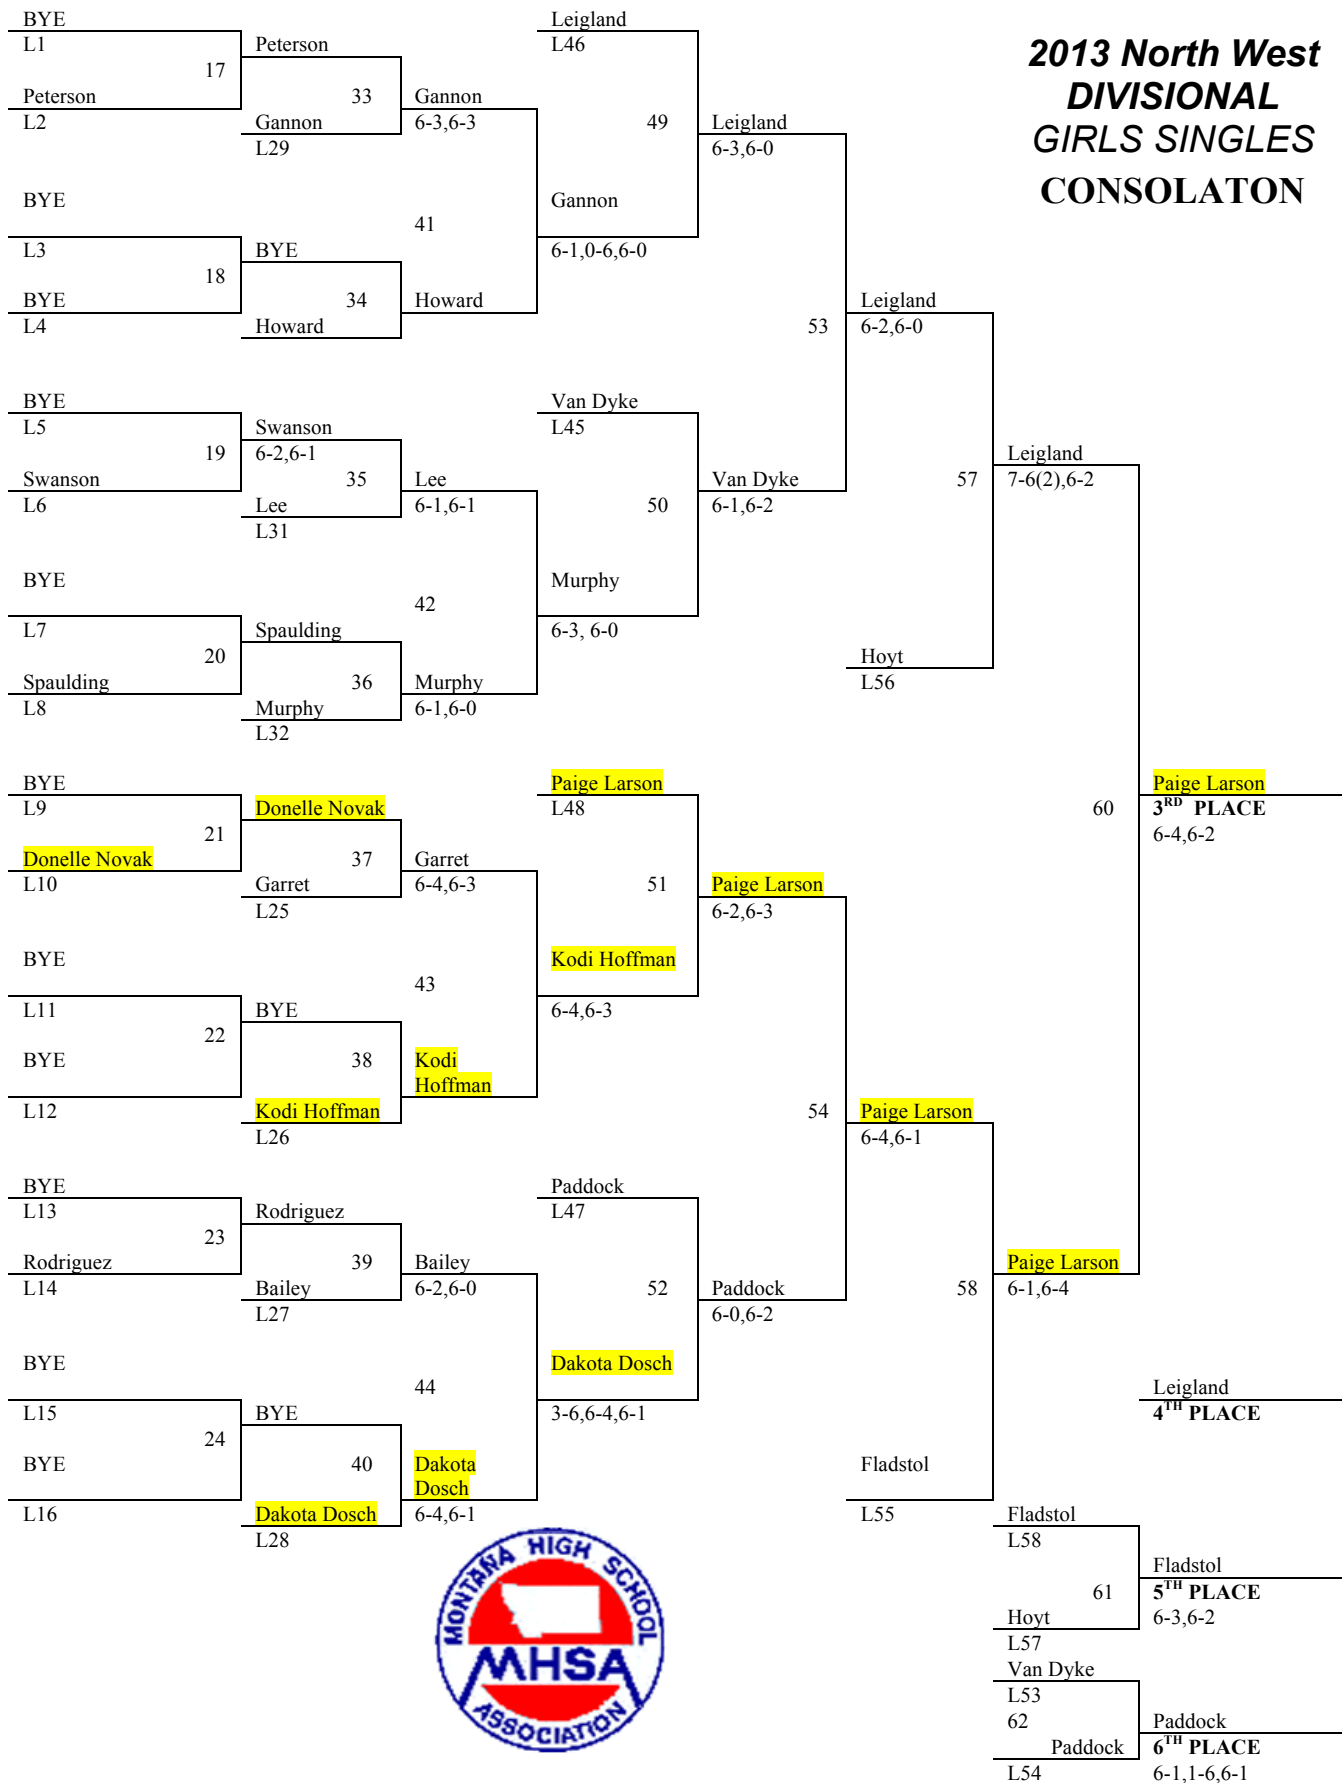 BYE
L1
17
Peterson
L2
Peterson
33
Gannon
L29
Gannon
6-3,6-3
BYE
L3
18
BYE
L4
BYE
34
Howard
Howard
41
Leigland
L46
49
Gannon
6-1,0-6,6-0
Leigland
6-3,6-0
2013 North West
DIVISIONAL
GIRLS SINGLES
CONSOLATON
BYE
L5
19
Swanson
L6
Swanson
6-2,6-1
35
Lee
L31
Lee
6-1,6-1
BYE
L7
20
Spaulding
L8
Spaulding
36
Murphy
L32
Murphy
6-1,6-0
42
Van Dyke
L45
50
Murphy
6-3, 6-0
Van Dyke
6-1,6-2
53
Leigland
6-2,6-0
57
Hoyt
L56
Leigland
7-6(2),6-2
BYE
L9
21
Donelle Novak
L10
Donelle Novak
37
Garret
L25
Garret
6-4,6-3
BYE
L11
22
BYE
L12
BYE
38
Kodi Hoffman
L26
Kodi
Hoffman
43
Paige Larson
L48
51
Kodi Hoffman
6-4,6-3
Paige Larson
6-2,6-3
60
Paige Larson
3RD PLACE
6-4,6-2
BYE
L13
23
Rodriguez
L14
Rodriguez
39
Bailey
L27
Bailey
6-2,6-0
BYE
L15
24
BYE
L16
BYE
40
Dakota Dosch
L28
Dakota
Dosch
6-4,6-1
44
Paddock
L47
52
Dakota Dosch
3-6,6-4,6-1
Paddock
6-0,6-2
54
Paige Larson
6-4,6-1
58
Fladstol
L55
Paige Larson
6-1,6-4
Leigland
4TH PLACE
Fladstol
L58
61
Hoyt
L57
Fladstol
5TH PLACE
6-3,6-2
Van Dyke
L53
62
Paddock
L54
Paddock
6TH PLACE
6-1,1-6,6-1
MONTANA HIGH SCHOOL
MHSA
ASSOCIATION